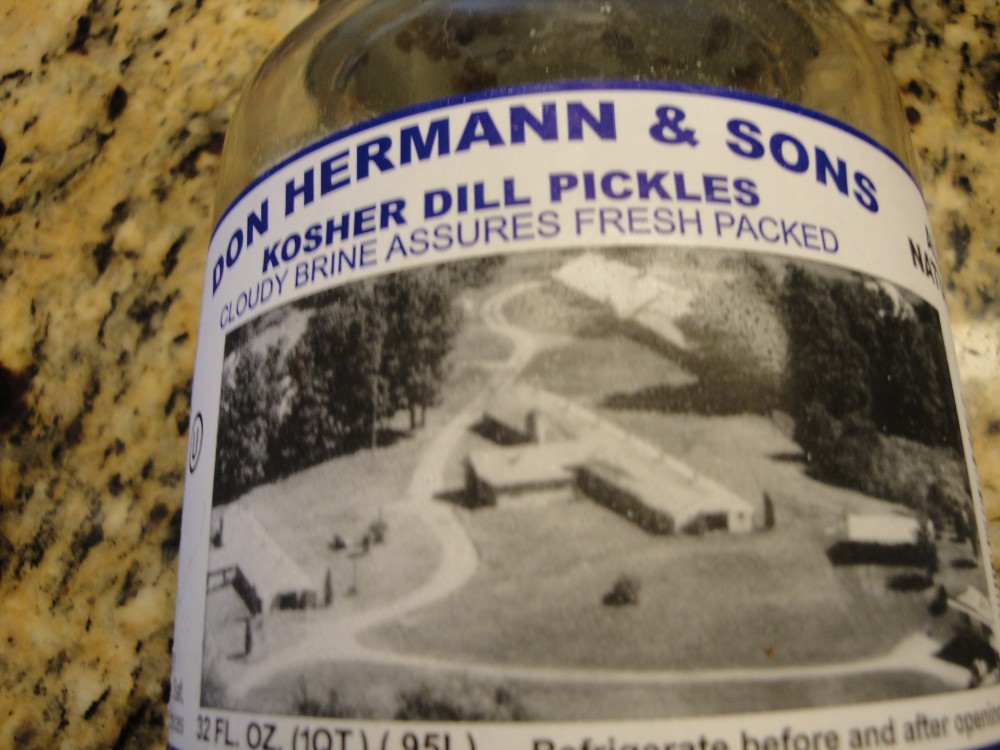 DON HERMANN & SONS
KOSHER DILL PICKLES
CLOUDY BRINE ASSURES FRESH PACKED
U
32 FL. OZ. (1QT.) (.95L)
Refrigerate before and after